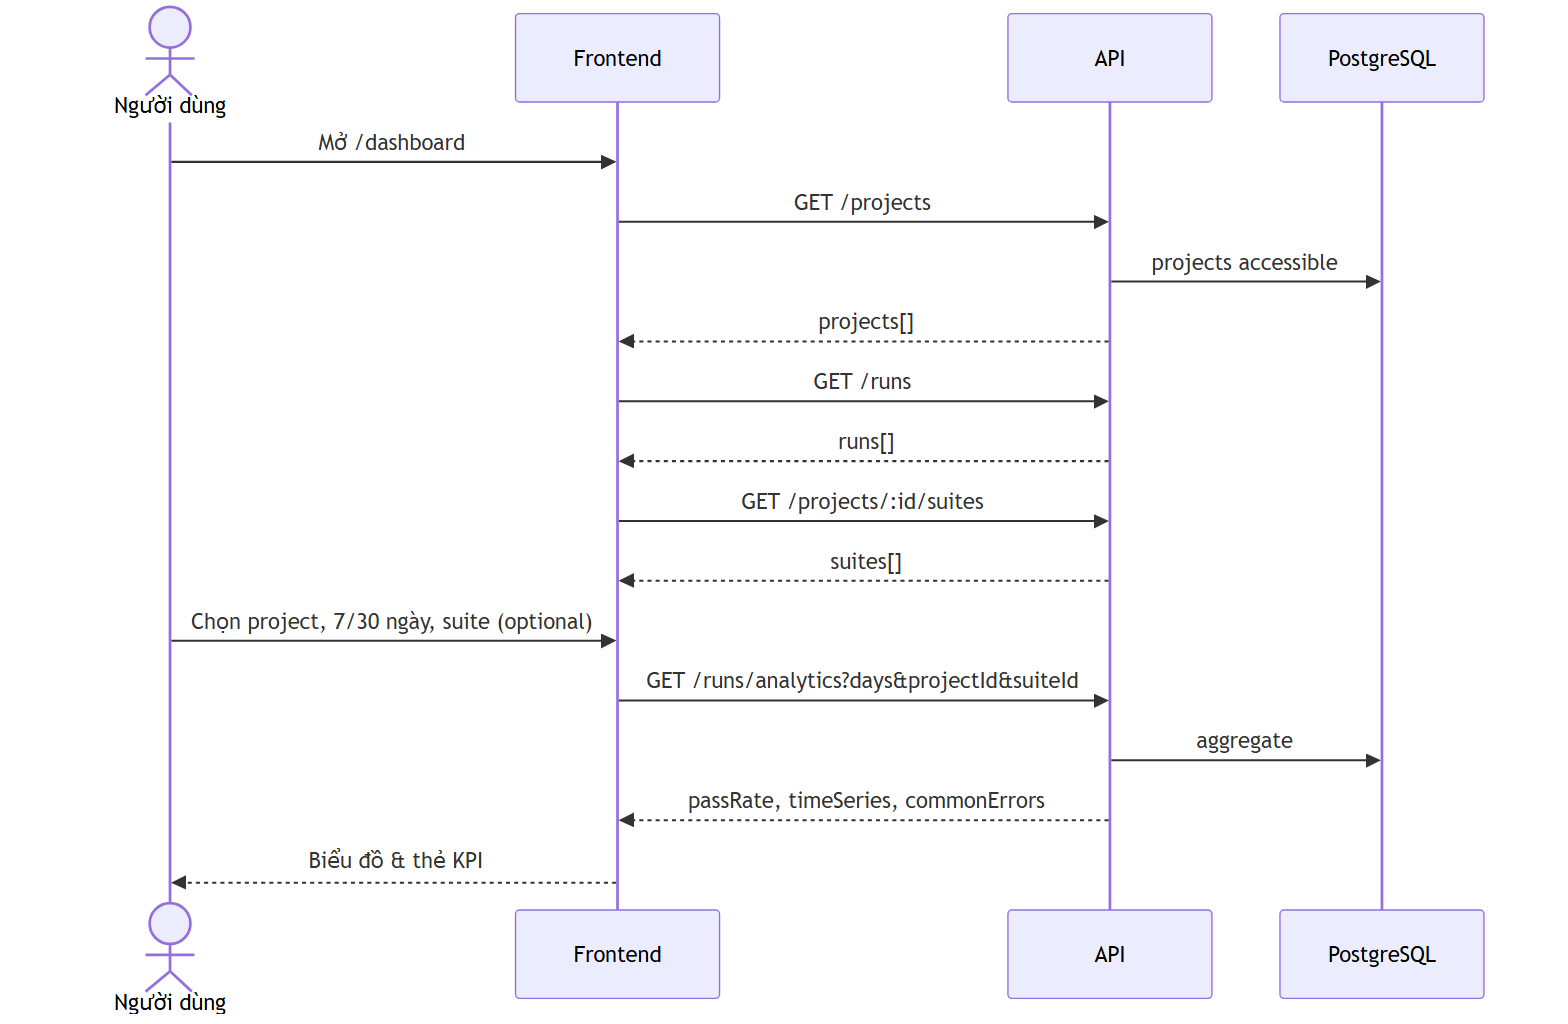 Người dùng
Frontend
API
PostgreSQL
Mở /dashboard
GET /projects
projects accessible
projects[]
GET /runs
runs[]
GET /projects/:id/suites
suites[]
Chọn project, 7/30 ngày, suite (optional)
GET /runs/analytics?days&projectId&suiteId
aggregate
passRate, timeSeries, commonErrors
Biểu đồ & thẻ KPI
Người dùng
Frontend
API
PostgreSQL